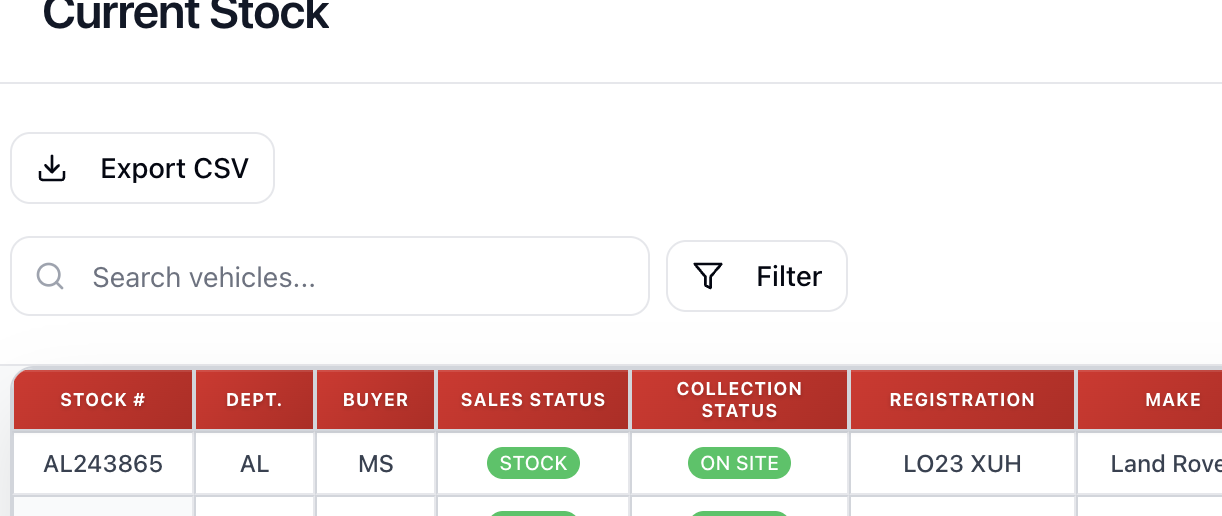 Current Stock
Export CSV
Search vehicles...
Filter
STOCK #
DEPT.
BUYER
SALES STATUS
COLLECTION
STATUS
REGISTRATION
MAKE
AL243865
AL
MS
STOCK
ON SITE
LO23 XUH
Land Rove